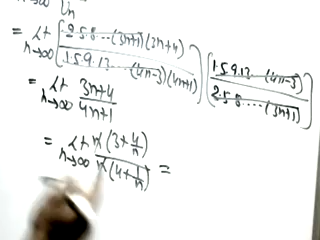 n→∞ Un
= Lt n→∞ [ 2.5.8....(3n+1)(3n+4) / 1.5.9.13...(4n-3)(4n+1) ] [ 1.5.9.13...(4n-3) / 2.5.8.....(3n+1) ]
= Lt n→∞ 3n+4 / 4n+1
= Lt n→∞ n(3+4/n) / n(4+1/n) =